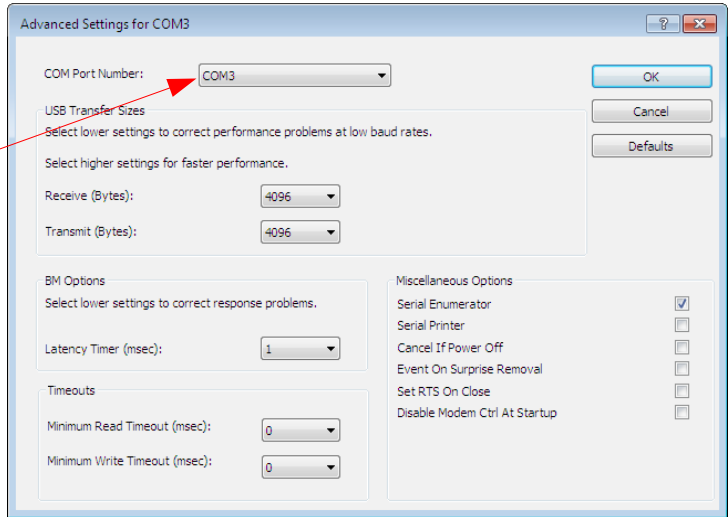 Advanced Settings for COM3
COM Port Number: COM3
OK
USB Transfer Sizes
Cancel
Select lower settings to correct performance problems at low baud rates.
Defaults
Select higher settings for faster performance.
Receive (Bytes): 4096
Transmit (Bytes): 4096
BM Options
Select lower settings to correct response problems.
Latency Timer (msec): 1
Timeouts
Minimum Read Timeout (msec): 0
Minimum Write Timeout (msec): 0
Miscellaneous Options
Serial Enumerator
Serial Printer
Cancel If Power Off
Event On Surprise Removal
Set RTS On Close
Disable Modem Ctrl At Startup